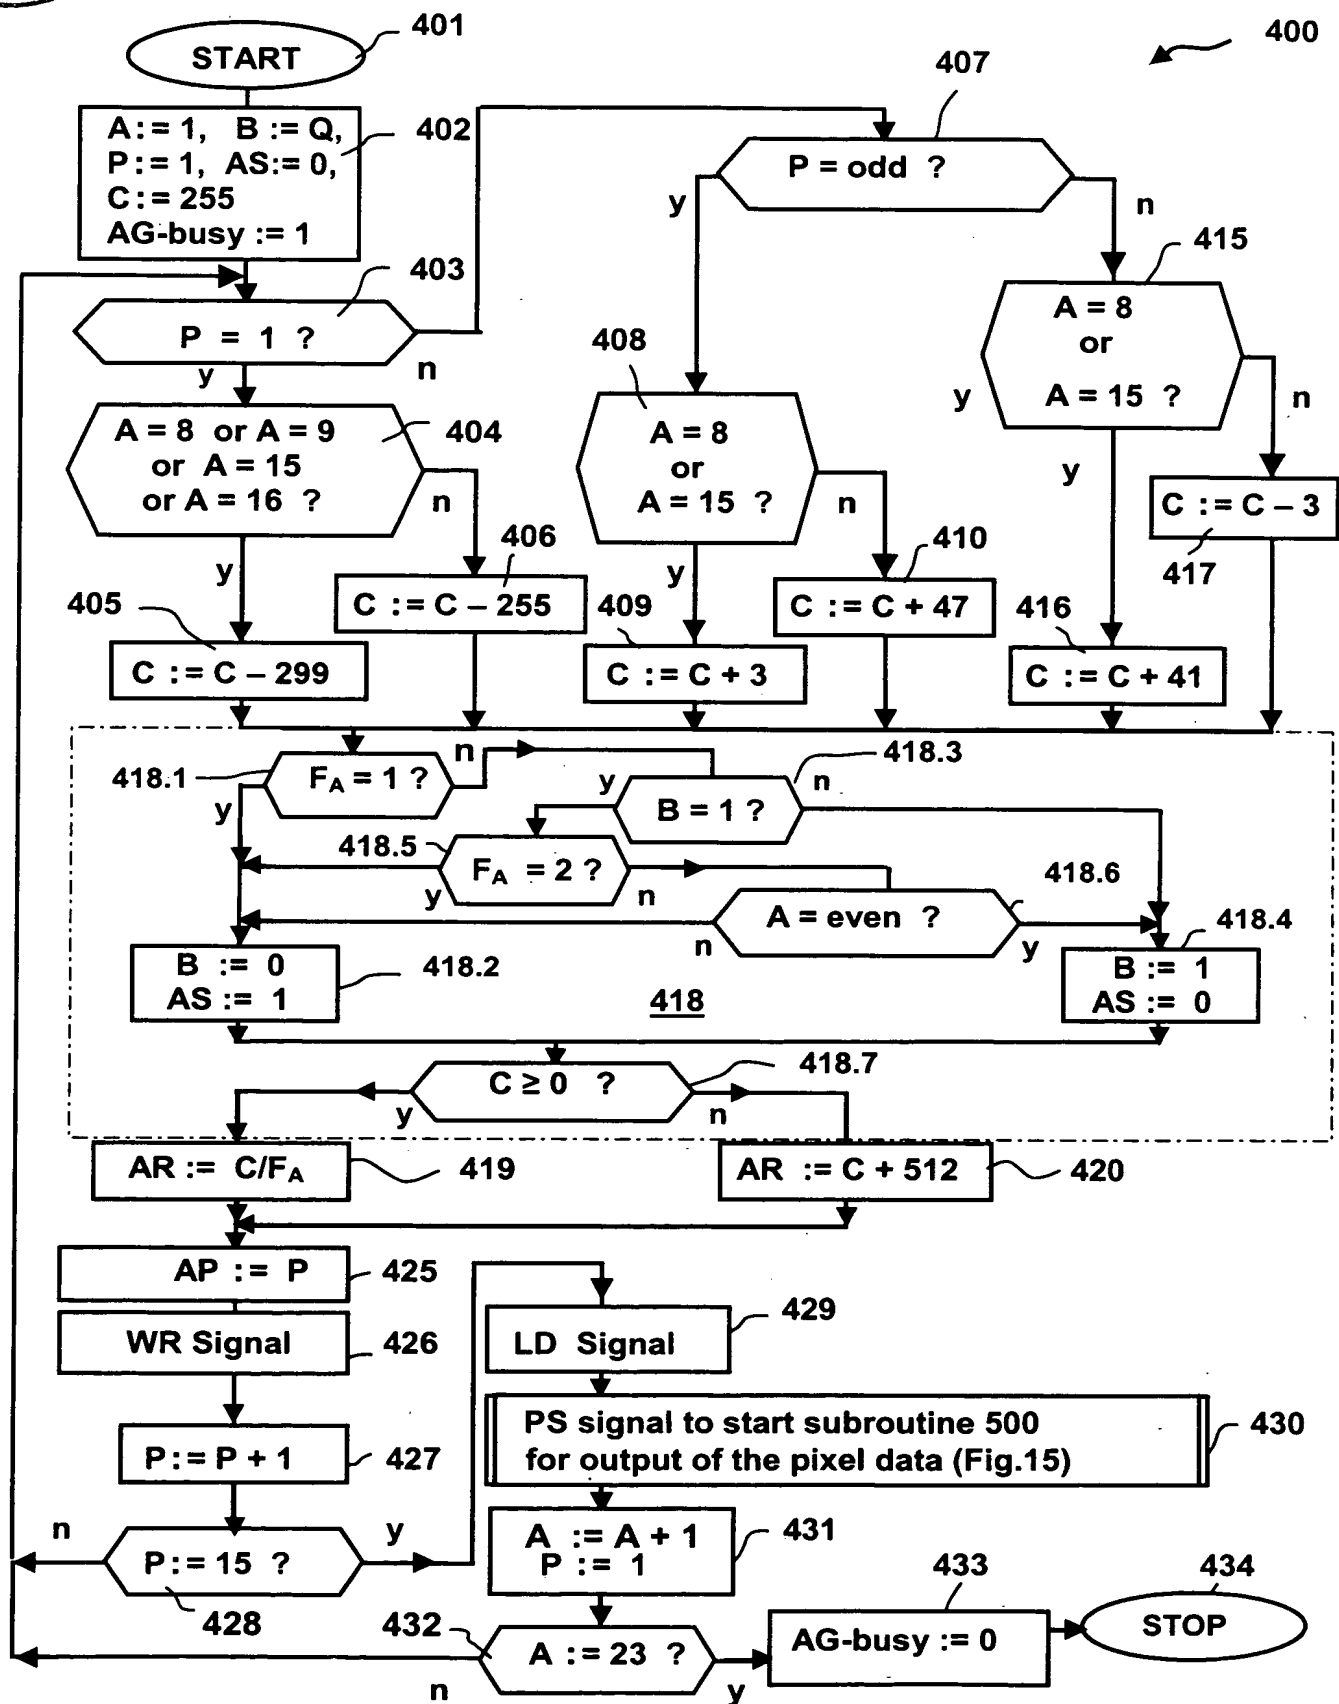 401
START
400
A := 1, B := Q,
P := 1, AS:= 0,
C := 255
AG-busy := 1
402
407
P = odd ?
y
n
403
P = 1 ?
y
n
415
A = 8
or
A = 15 ?
y
n
y
408
A = 8
or
A = 15 ?
n
y
A = 8 or A = 9
or A = 15
or A = 16 ?
404
n
y
C := C – 3
417
406
C := C – 255
410
C := C + 47
405
C := C – 299
409
C := C + 3
416
C := C + 41
418.1
FA = 1 ?
n
y
418.3
B = 1 ?
y
n
418.5
FA = 2 ?
y
n
418.6
A = even ?
n
y
B := 0
AS := 1
418.2
418
418.4
B := 1
AS := 0
C ≥ 0 ?
418.7
y
n
AR := C/FA
419
AR := C + 512
420
AP := P
425
WR Signal
426
LD Signal
429
PS signal to start subroutine 500
for output of the pixel data (Fig.15)
430
P := P + 1
427
n
P := 15 ?
y
428
A := A + 1
P := 1
431
432
A := 23 ?
n
y
433
AG-busy := 0
434
STOP